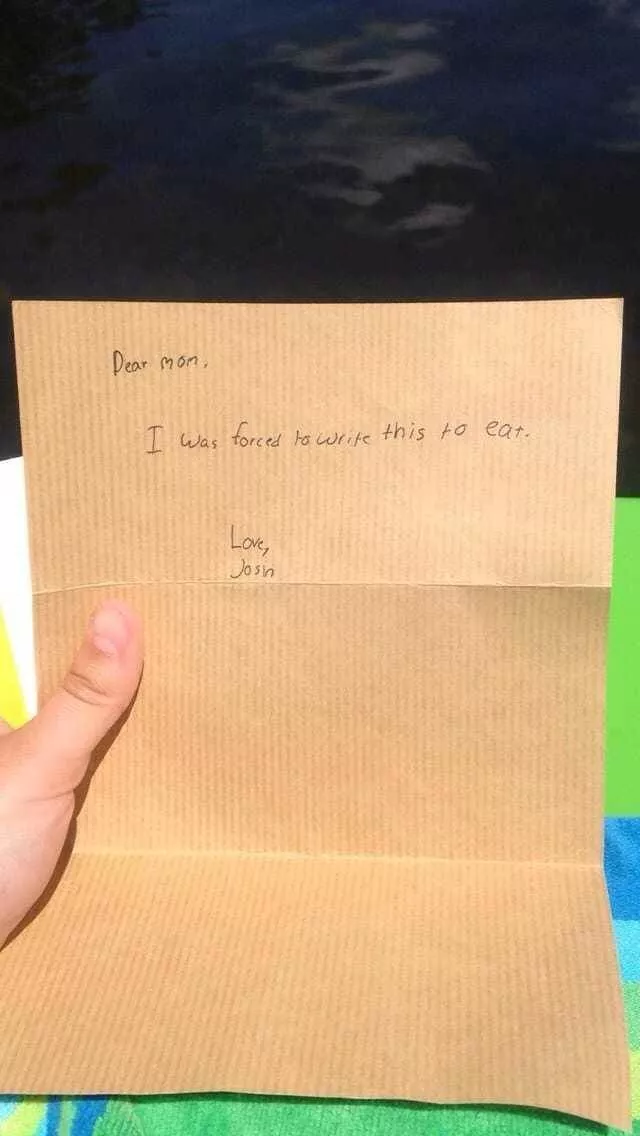 Dear mom,
I was forced to write this to eat.
Love,
Josh